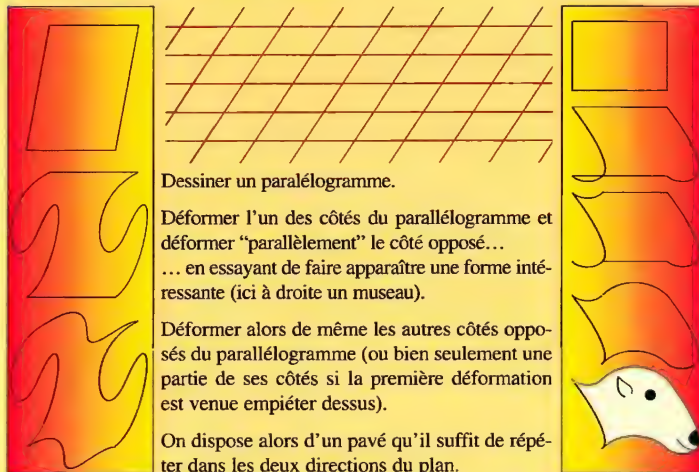 Dessiner un paralélogramme.
Déformer l'un des côtés du parallélogramme et
déformer “parallèlement” le côté opposé…
… en essayant de faire apparaître une forme inté-
ressante (ici à droite un museau).
Déformer alors de même les autres côtés oppo-
sés du parallélogramme (ou bien seulement une
partie de ses côtés si la première déformation
est venue empiéter dessus).
On dispose alors d'un pavé qu'il suffit de répé-
ter dans les deux directions du plan.